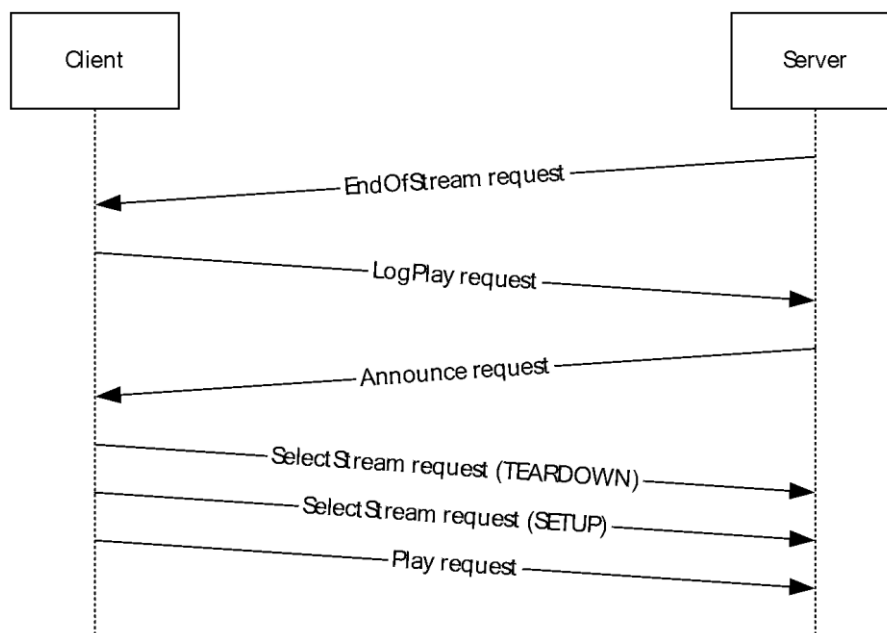 Client
Server
EndOfStream request
LogPlay request
Announce request
SelectStream request (TEARDOWN)
SelectStream request (SETUP)
Play request